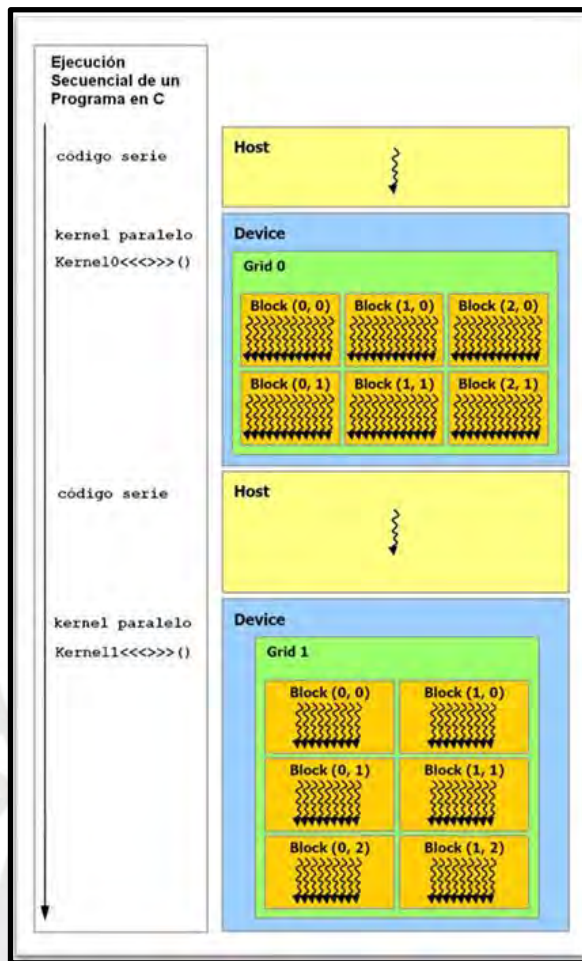 Ejecución
Secuencial de un
Programa en C
código serie
Host
kernel paralelo
Kernel0<<<>>>()
Device
Grid 0
Block (0, 0)
Block (1, 0)
Block (2, 0)
Block (0, 1)
Block (1, 1)
Block (2, 1)
código serie
Host
kernel paralelo
Kernel1<<<>>>()
Device
Grid 1
Block (0, 0)
Block (1, 0)
Block (0, 1)
Block (1, 1)
Block (0, 2)
Block (1, 2)